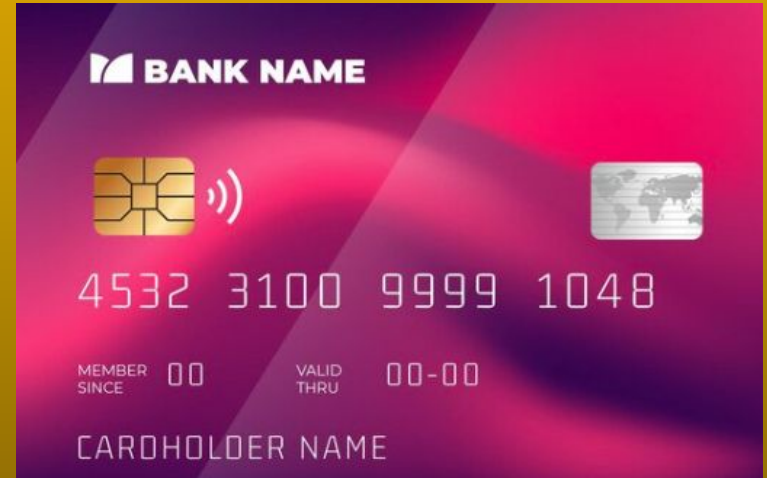 BANK NAME
4532 3100 9999 1048
MEMBER SINCE 00 VALID THRU 00-00
CARDHOLDER NAME